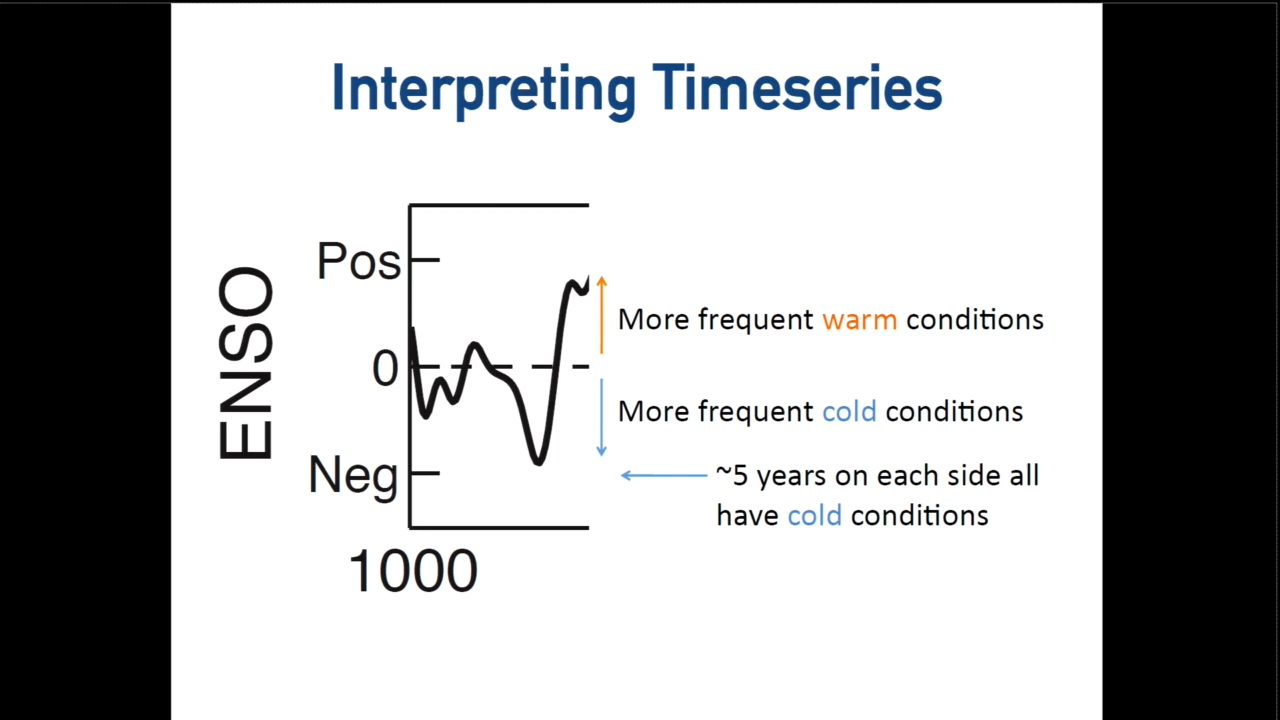 Interpreting Timeseries
ENSO
Pos
0
Neg
1000
More frequent warm conditions
More frequent cold conditions
~5 years on each side all
have cold conditions